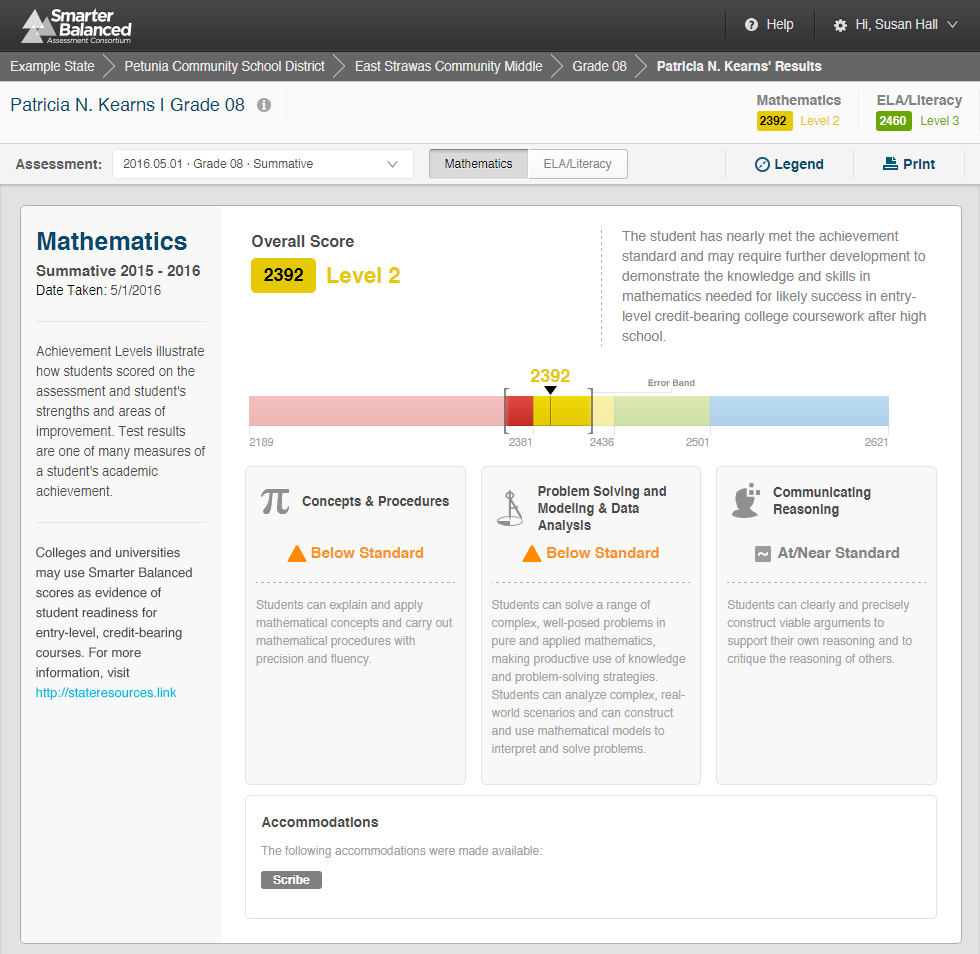 Smarter
Balanced
Assessment Consortium
Help
Hi, Susan Hall
Example State
Petunia Community School District
East Strawas Community Middle
Grade 08
Patricia N. Kearns' Results
Patricia N. Kearns | Grade 08
Mathematics
2392 Level 2
ELA/Literacy
2460 Level 3
Assessment:
2016.05.01 · Grade 08 · Summative
Mathematics
ELA/Literacy
Legend
Print
Mathematics
Summative 2015 - 2016
Date Taken: 5/1/2016
Achievement Levels illustrate
how students scored on the
assessment and student's
strengths and areas of
improvement. Test results
are one of many measures of
a student's academic
achievement.
Colleges and universities
may use Smarter Balanced
scores as evidence of
student readiness for
entry-level, credit-bearing
courses. For more
information, visit
http://stateresources.link
Overall Score
2392 Level 2
The student has nearly met the achievement
standard and may require further development to
demonstrate the knowledge and skills in
mathematics needed for likely success in entry-
level credit-bearing college coursework after high
school.
2392
Error Band
2189
2381
2436
2501
2621
π
Concepts & Procedures
Below Standard
Students can explain and apply
mathematical concepts and carry out
mathematical procedures with
precision and fluency.
Problem Solving and
Modeling & Data
Analysis
Below Standard
Students can solve a range of
complex, well-posed problems in
pure and applied mathematics,
making productive use of knowledge
and problem-solving strategies.
Students can analyze complex, real-
world scenarios and can construct
and use mathematical models to
interpret and solve problems.
Communicating
Reasoning
At/Near Standard
Students can clearly and precisely
construct viable arguments to
support their own reasoning and to
critique the reasoning of others.
Accommodations
The following accommodations were made available:
Scribe